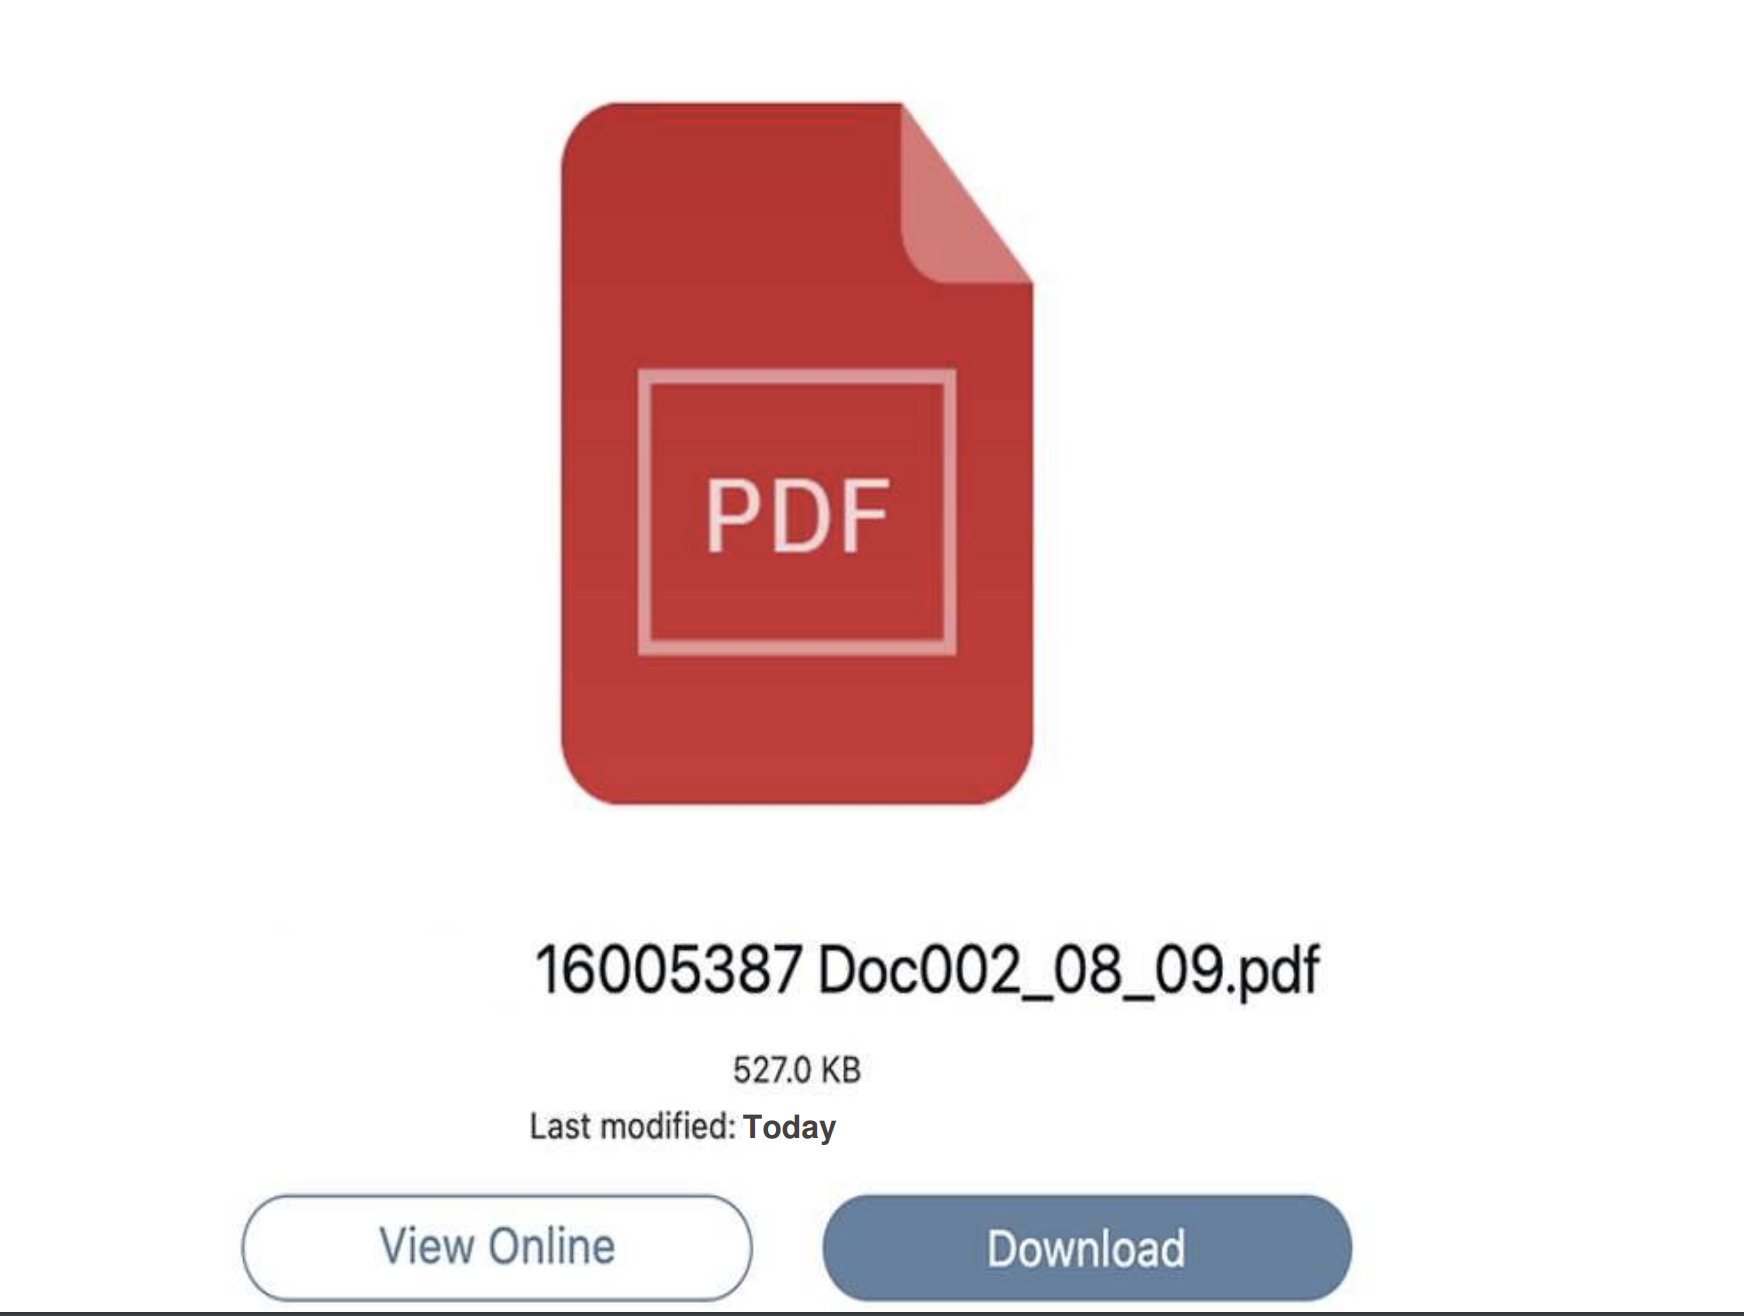 PDF
16005387 Doc002_08_09.pdf
527.0 KB
Last modified: Today
View Online
Download